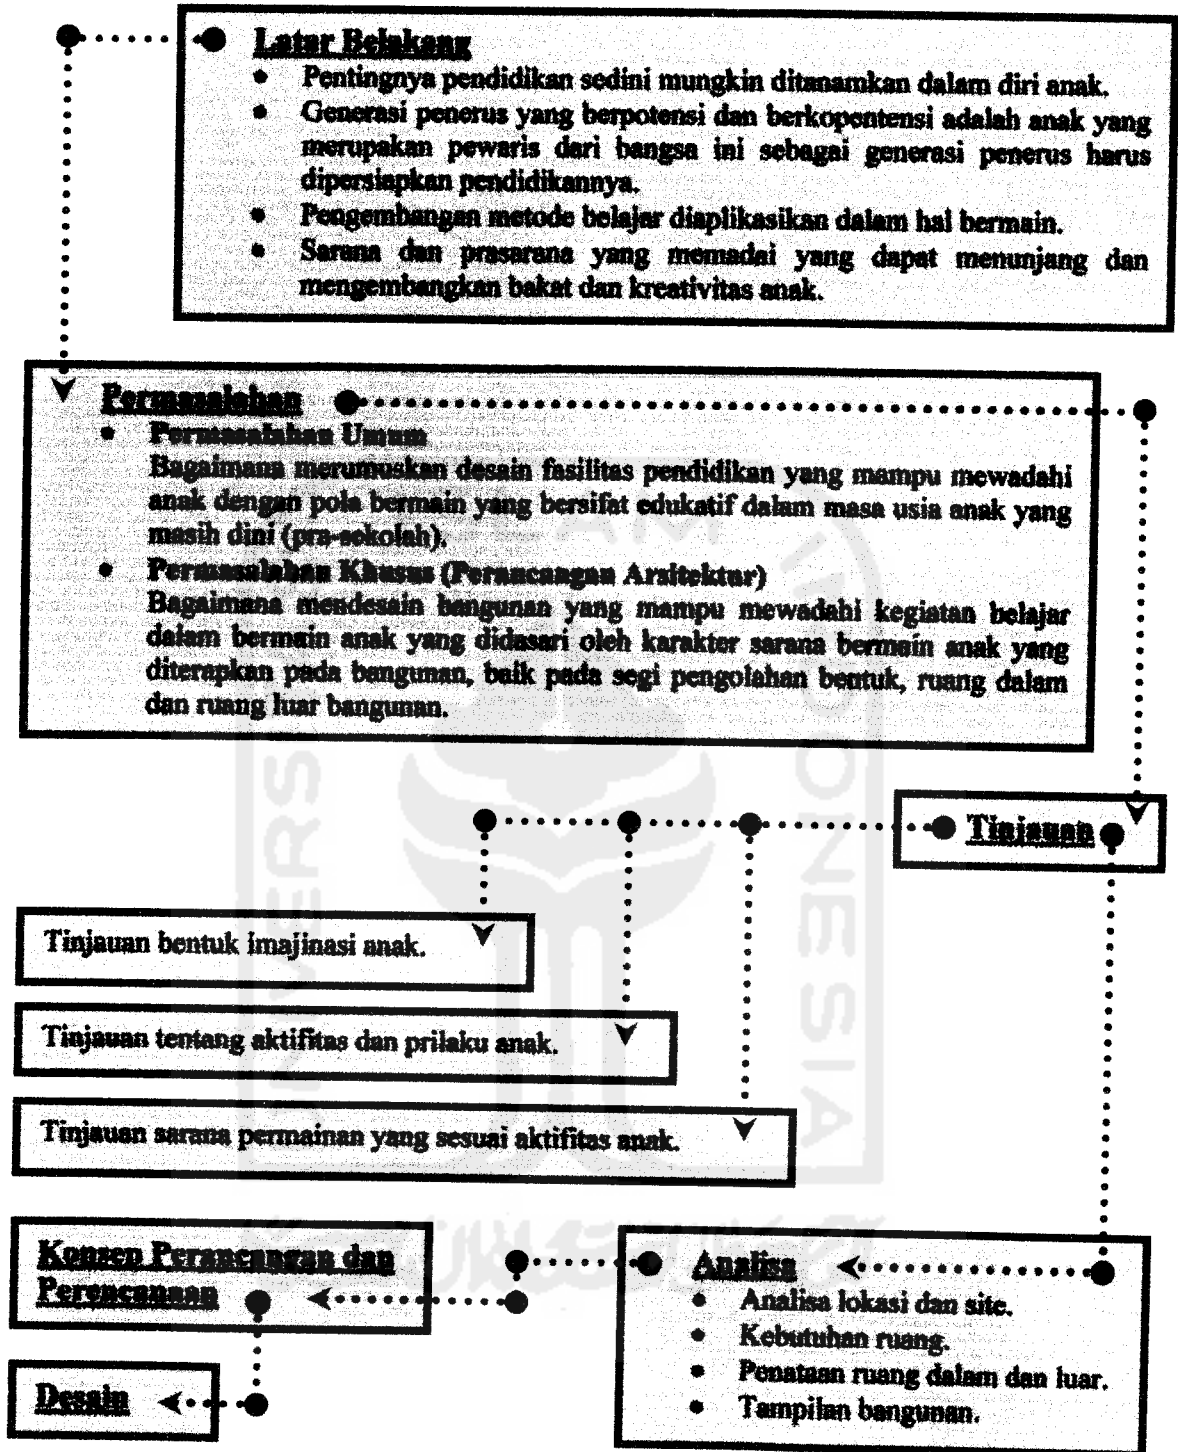 Latar Belakang
• Pentingnya pendidikan sedini mungkin ditanamkan dalam diri anak.
• Generasi penerus yang berpotensi dan berkopentensi adalah anak yang
merupakan pewaris dari bangsa ini sebagai generasi penerus harus
dipersiapkan pendidikannya.
• Pengembangan metode belajar diaplikasikan dalam hal bermain.
• Sarana dan prasarana yang memadai yang dapat menunjang dan
mengembangkan bakat dan kreativitas anak.
Permasalahan
• Permasalahan Umum
Bagaimana merumuskan desain fasilitas pendidikan yang mampu mewadahi
anak dengan pola bermain yang bersifat edukatif dalam masa usia anak yang
masih dini (pra-sekolah).
• Permasalahan Khusus (Perancangan Arsitektur)
Bagaimana mendesain bangunan yang mampu mewadahi kegiatan belajar
dalam bermain anak yang didasari oleh karakter sarana bermain anak yang
diterapkan pada bangunan, baik pada segi pengolahan bentuk, ruang dalam
dan ruang luar bangunan.
Tinjauan
Tinjauan bentuk imajinasi anak.
Tinjauan tentang aktifitas dan prilaku anak.
Tinjauan sarana permainan yang sesuai aktifitas anak.
Konsep Perancangan dan
Perencanaan
Analisa
• Analisa lokasi dan site.
• Kebutuhan ruang.
• Penataan ruang dalam dan luar.
• Tampilan bangunan.
Desain
UNIVERSITAS ISLAM INDONESIA